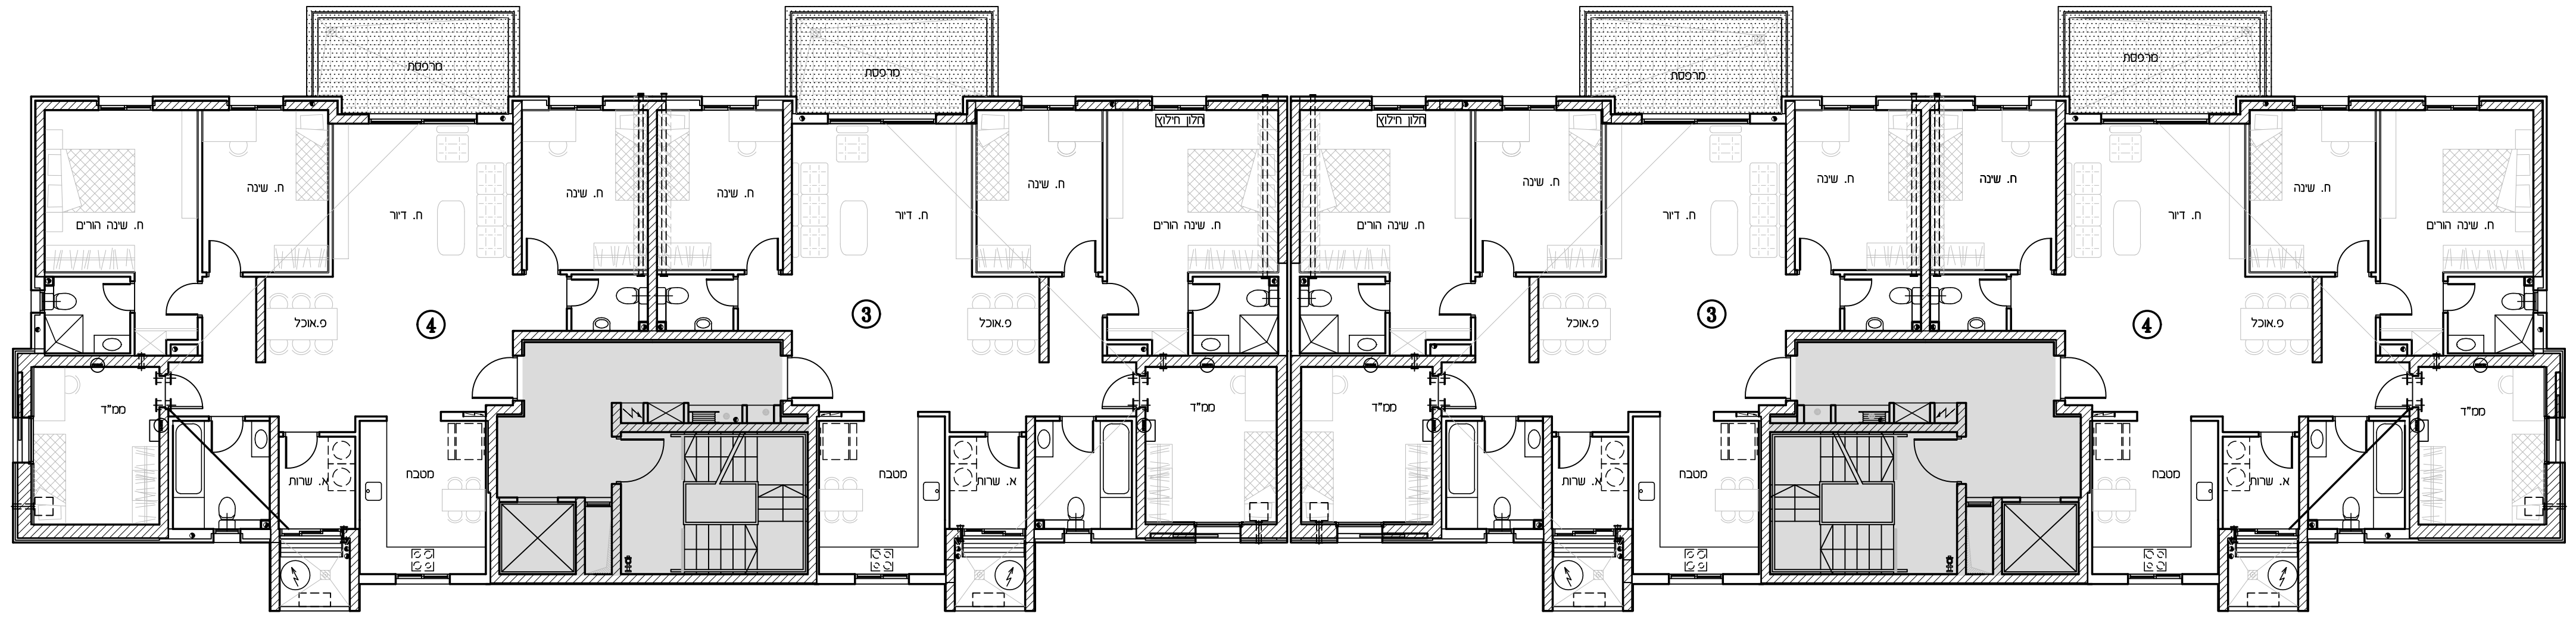 מרפסת
מרפסת
מרפסת
מרפסת
חלון חילוץ
חלון חילוץ
ח. שינה הורים
ח. שינה
ח. דיור
ח. שינה
ח. שינה
ח. דיור
ח. שינה
ח. שינה הורים
ח. שינה הורים
ח. שינה
ח. דיור
ח. שינה
ח. שינה
ח. דיור
ח. שינה
ח. שינה הורים
פ.אוכל
4
3
פ.אוכל
פ.אוכל
3
4
פ.אוכל
ממ"ד
ממ"ד
ממ"ד
ממ"ד
א. שרות
מטבח
מטבח
א. שרות
א. שרות
מטבח
מטבח
א. שרות